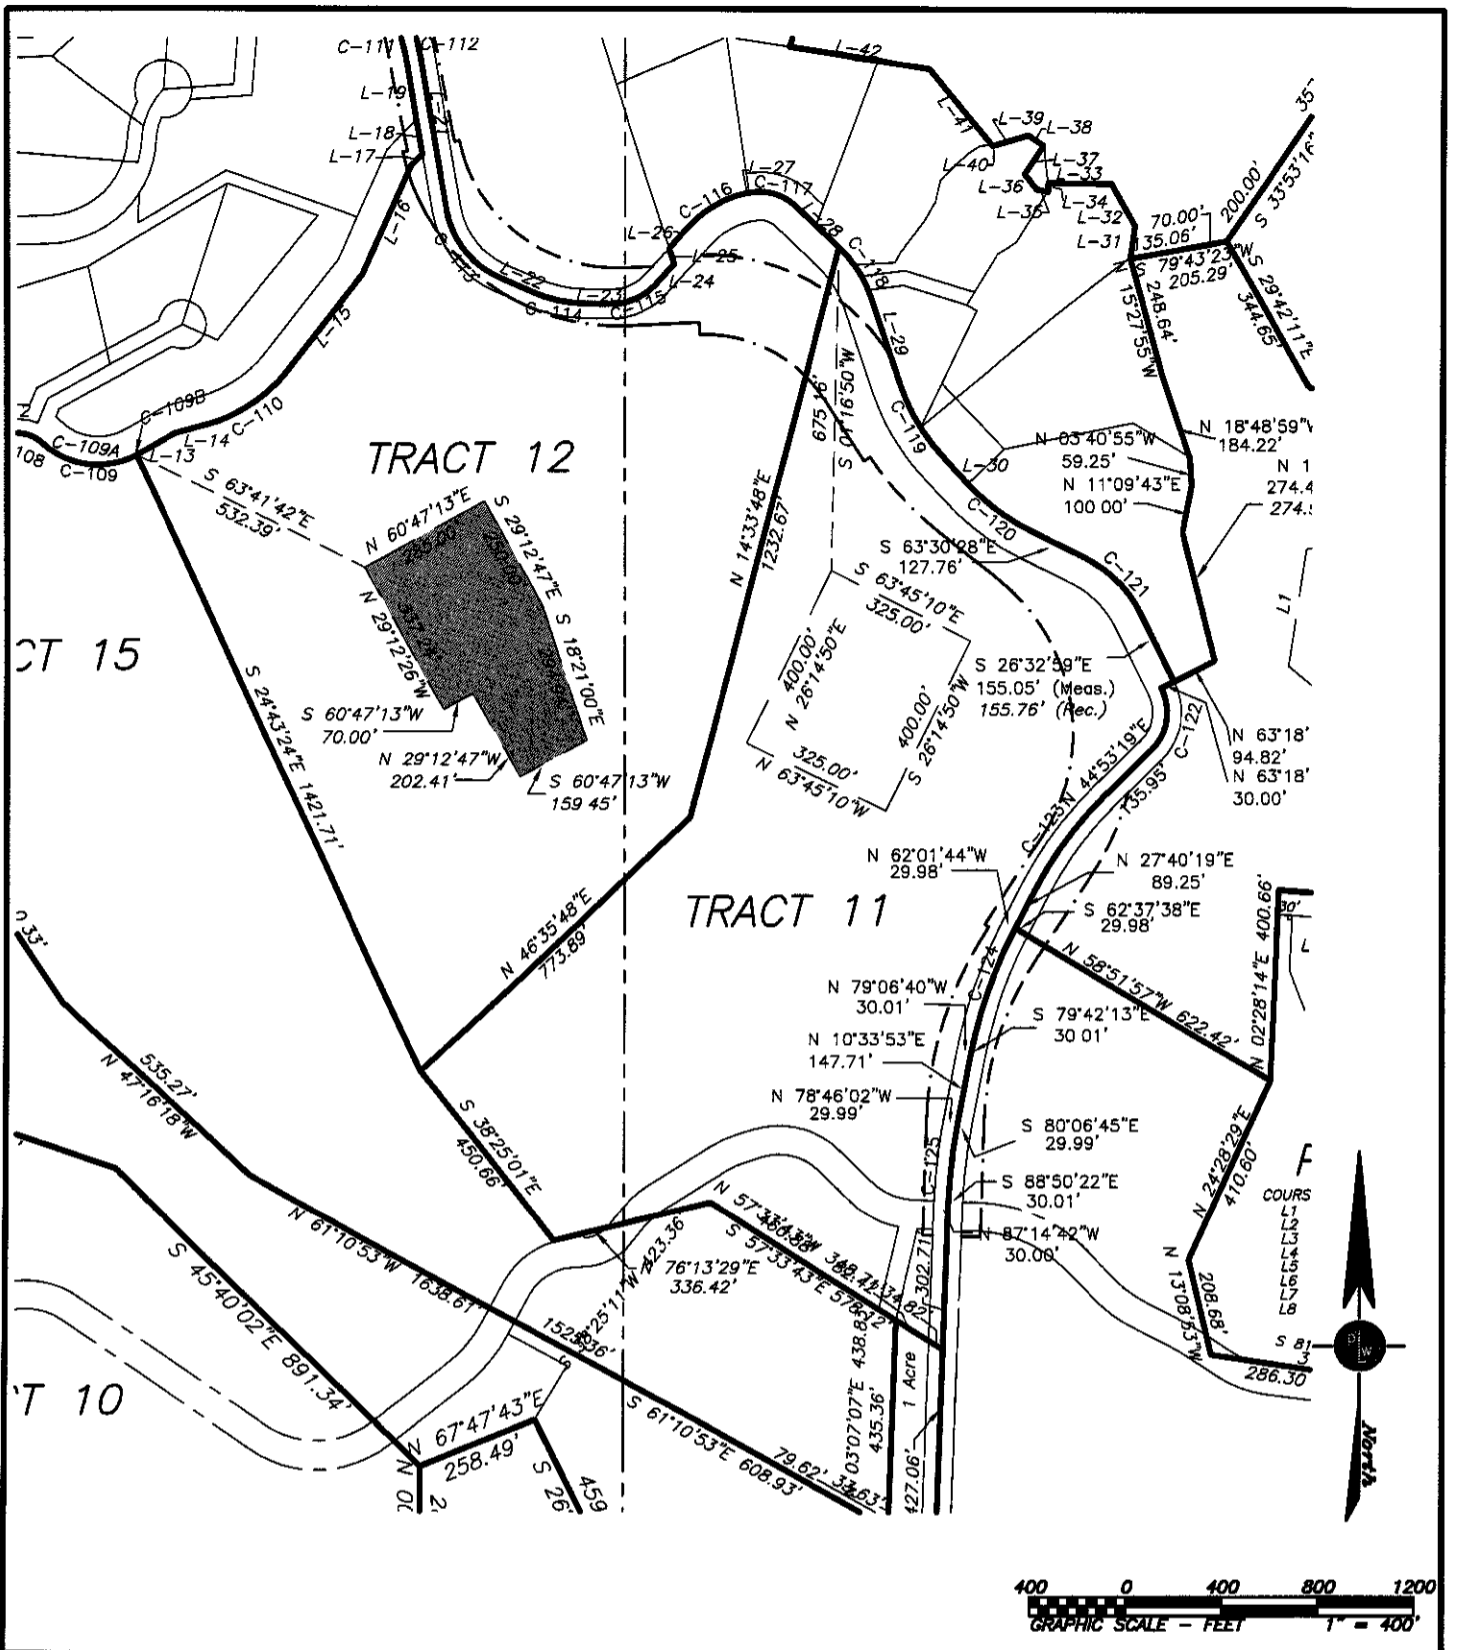 C-111
C-112
L-42
L-19
L-18
L-17
L-16
L-41
L-39
L-38
L-40
L-37
L-33
L-36
L-34
L-35
L-32
L-31
L-27
C-117
C-116
L-28
L-26
L-25
L-24
C-118
C-113
L-22
L-23
C-114
C-115
L-15
L-29
70.00'
135.06'
200.00'
S 33°53'16"
35
S 79°43'23"W
205.29'
S 29°42'11"E
344.65'
N 15°27'55"W
248.64'
C-109B
C-110
C-109A
L-14
L-13
C-109
108
2
675.16'
S 01°16'50"W
C-119
N 18°48'59"W
184.22'
N 03°40'55"W
59.25'
N 11°09'43"E
100 00'
N 1
274.4
274.
L-30
C-120
TRACT 12
S 63°41'42"E
532.39'
N 60°47'13"E
285.00'
S 29°12'47"E
250.00'
N 14°33'48"E
1232.67'
S 63°30'28"E
127.76'
C-121
S 63°45'10"E
325.00'
N 29°12'26"W
337.24'
S 18°21'00"E
400.00'
N 26°14'50"E
L1
CT 15
S 26°32'59"E
155.05' (Meas.)
155.76' (Rec.)
S 24°43'24"E 1421.71'
S 60°47'13"W
70.00'
400.00'
S 26°14'50"W
C-122
N 29°12'47"W
202.41'
S 60°47'13"W
159 45'
325.00'
N 63°45'10"W
N 44°53'19"E
135.95'
N 63°18'
94.82'
N 63°18'
30.00'
C-123
N 62°01'44"W
29.98'
N 27°40'19"E
89.25'
TRACT 11
S 62°37'38"E
29.98'
N 02°28'14"E 400.66'
30'
L
33'
N 46°35'48"E
773.89'
C-124
N 58°51'57"W 622.42'
N 79°06'40"W
30.01'
S 79°42'13"E
30 01'
N 10°33'53"E
147.71'
535.27'
N 47°16'18"W
N 78°46'02"W
29.99'
S 80°06'45"E
29.99'
S 38°25'01"E
450.66'
C-125
N 24°28'29"E
410.60'
S 88°50'22"E
30.01'
COURS
L1
L2
L3
L4
L5
L6
L7
L8
N 61°10'53"W 1638.61'
N 87°14'42"W
30.00'
S 45°40'02"E 891.34'
76°13'29"E
336.42'
423.36
S 57°33'43"E 578.12'
302.71
N 13°08'53"W
208.68'
S 81
3
286.30
'T 10
438.85'
03°07'07"E
435.36'
1 Acre
427.06'
N 67°47'43"E
258.49'
S 61°10'53"E 608.93'
79.62'
S 26°
459
North
400 0 400 800 1200
GRAPHIC SCALE - FEET 1" = 400'